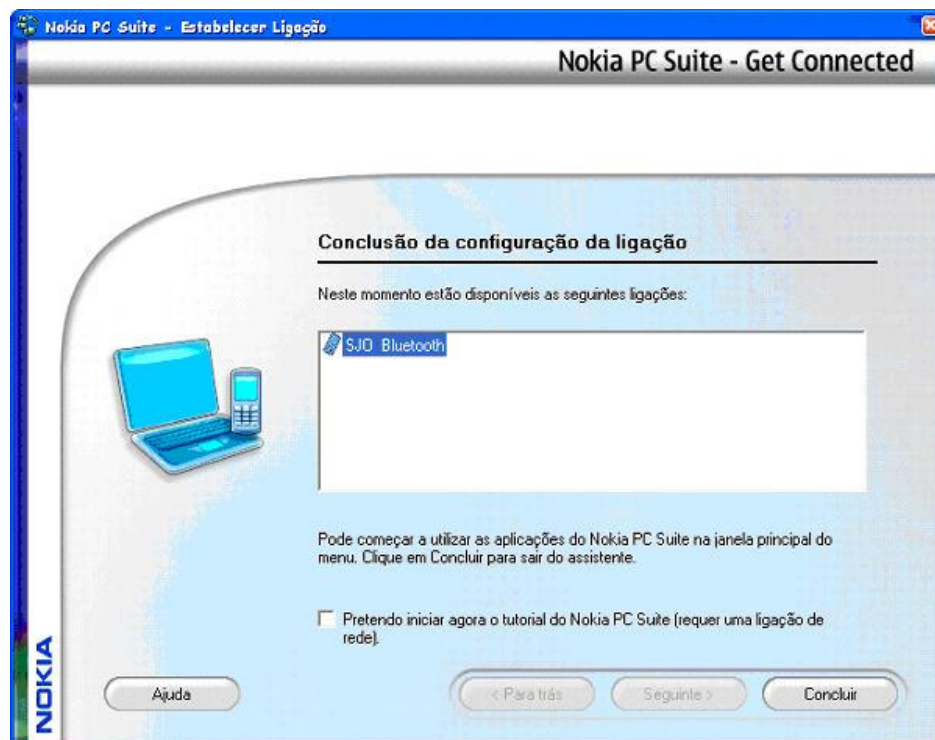 Nokia PC Suite - Estabelecer Ligação
Nokia PC Suite - Get Connected
Conclusão da configuração da ligação
Neste momento estão disponíveis as seguintes ligações:
SJO Bluetooth
Pode começar a utilizar as aplicações do Nokia PC Suite na janela principal do
menu. Clique em Concluir para sair do assistente.
Pretendo iniciar agora o tutorial do Nokia PC Suite (requer uma ligação de
rede).
NOKIA
Ajuda
< Para trás
Seguinte >
Concluir